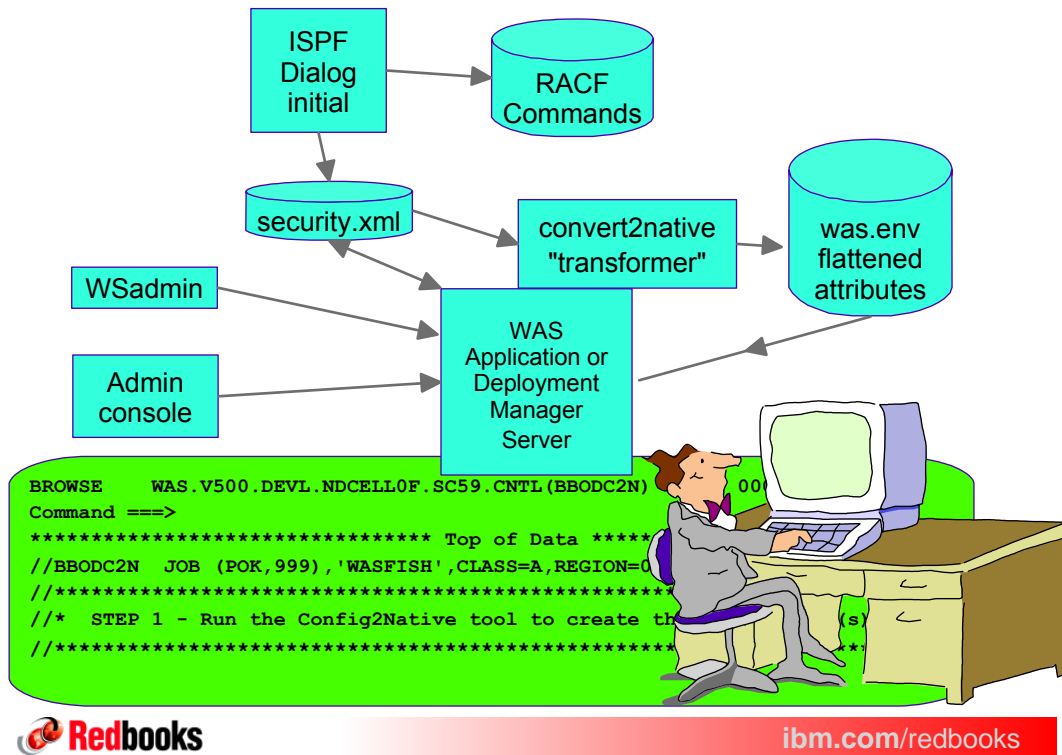 ISPF
Dialog
initial
RACF
Commands
security.xml
convert2native
"transformer"
was.env
flattened
attributes
WSadmin
Admin
console
WAS
Application or
Deployment
Manager
Server
BROWSE WAS.V500.DEVL.NDCELL0F.SC59.CNTL(BBODC2N)
Command ===>
********************************* Top of Data *****
//BBODC2N JOB (POK,999),'WASFISH',CLASS=A,REGION=0
//**************************************************
//* STEP 1 - Run the Config2Native tool to create (s)
//**************************************************
Redbooks
ibm.com/redbooks